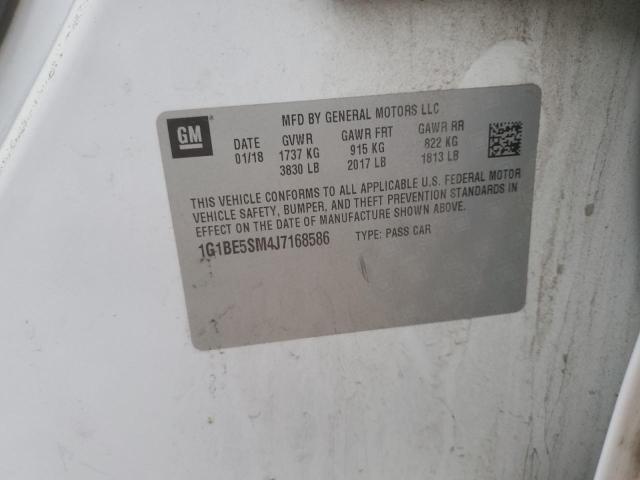 MFD BY GENERAL MOTORS LLC
GM
DATE GVWR GAWR FRT GAWR RR
01/18 1737 KG 915 KG 822 KG
3830 LB 2017 LB 1813 LB
THIS VEHICLE CONFORMS TO ALL APPLICABLE U.S. FEDERAL MOTOR
VEHICLE SAFETY, BUMPER, AND THEFT PREVENTION STANDARDS IN
EFFECT ON THE DATE OF MANUFACTURE SHOWN ABOVE.
1G1BE5SM4J7168586 TYPE: PASS CAR